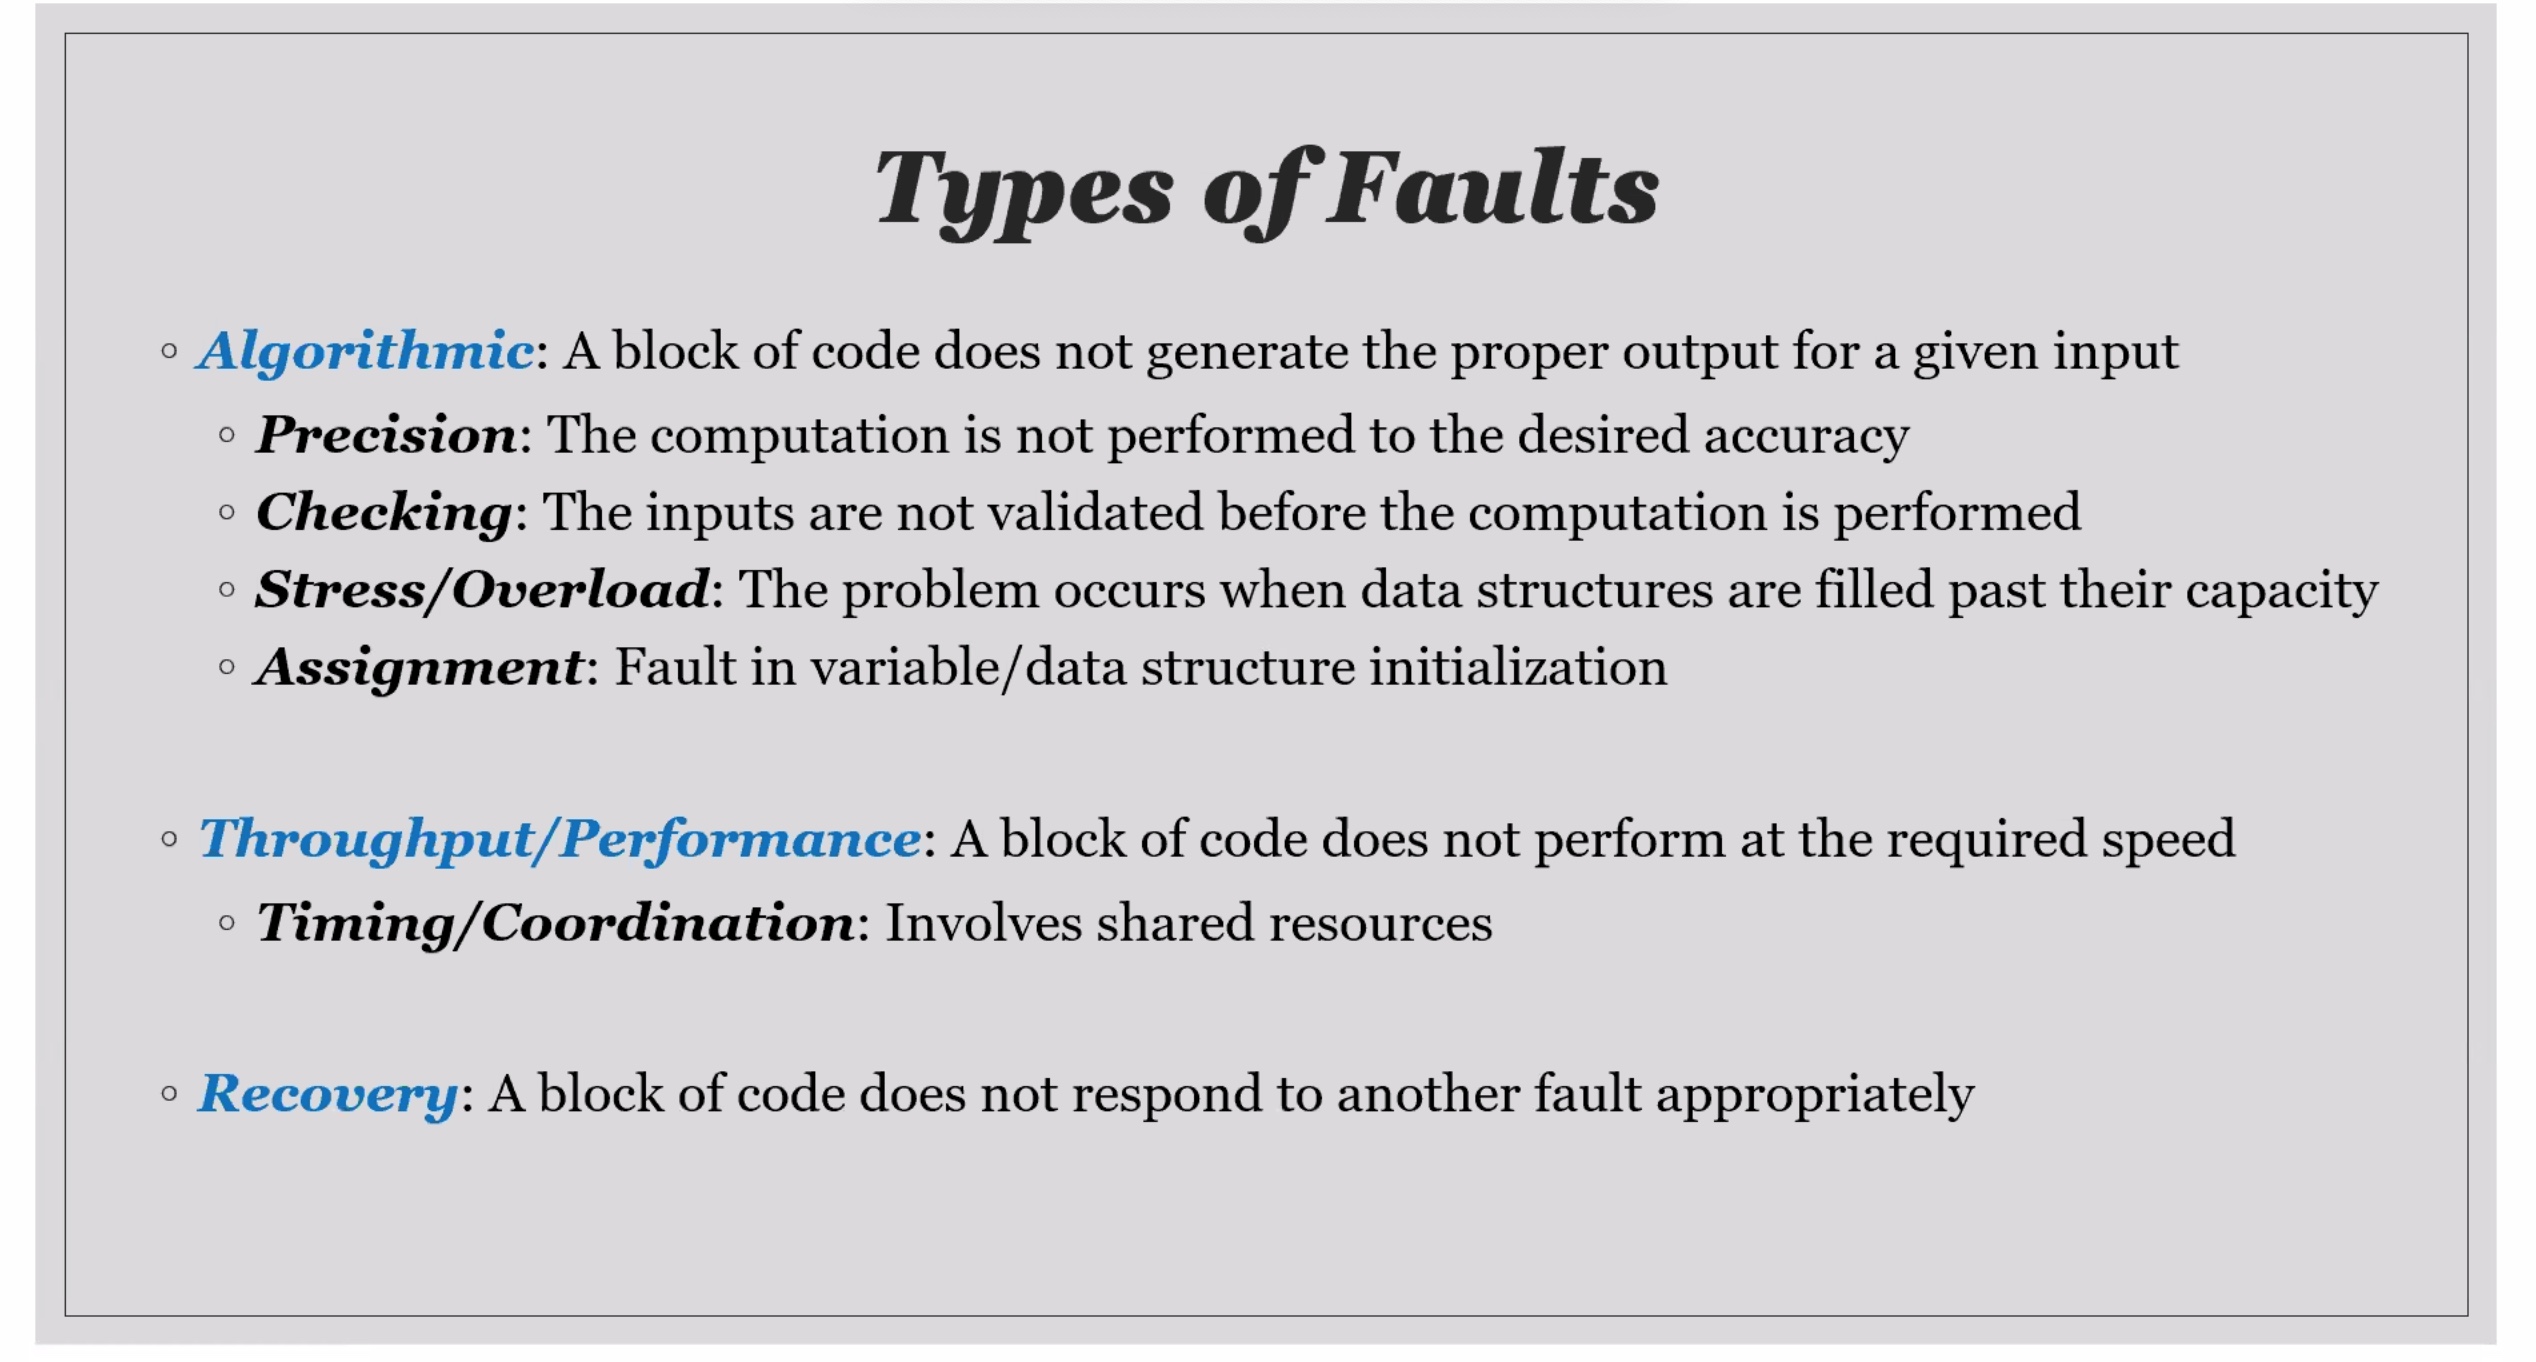 Types of Faults
◦ Algorithmic: A block of code does not generate the proper output for a given input
◦ Precision: The computation is not performed to the desired accuracy
◦ Checking: The inputs are not validated before the computation is performed
◦ Stress/Overload: The problem occurs when data structures are filled past their capacity
◦ Assignment: Fault in variable/data structure initialization
◦ Throughput/Performance: A block of code does not perform at the required speed
◦ Timing/Coordination: Involves shared resources
◦ Recovery: A block of code does not respond to another fault appropriately